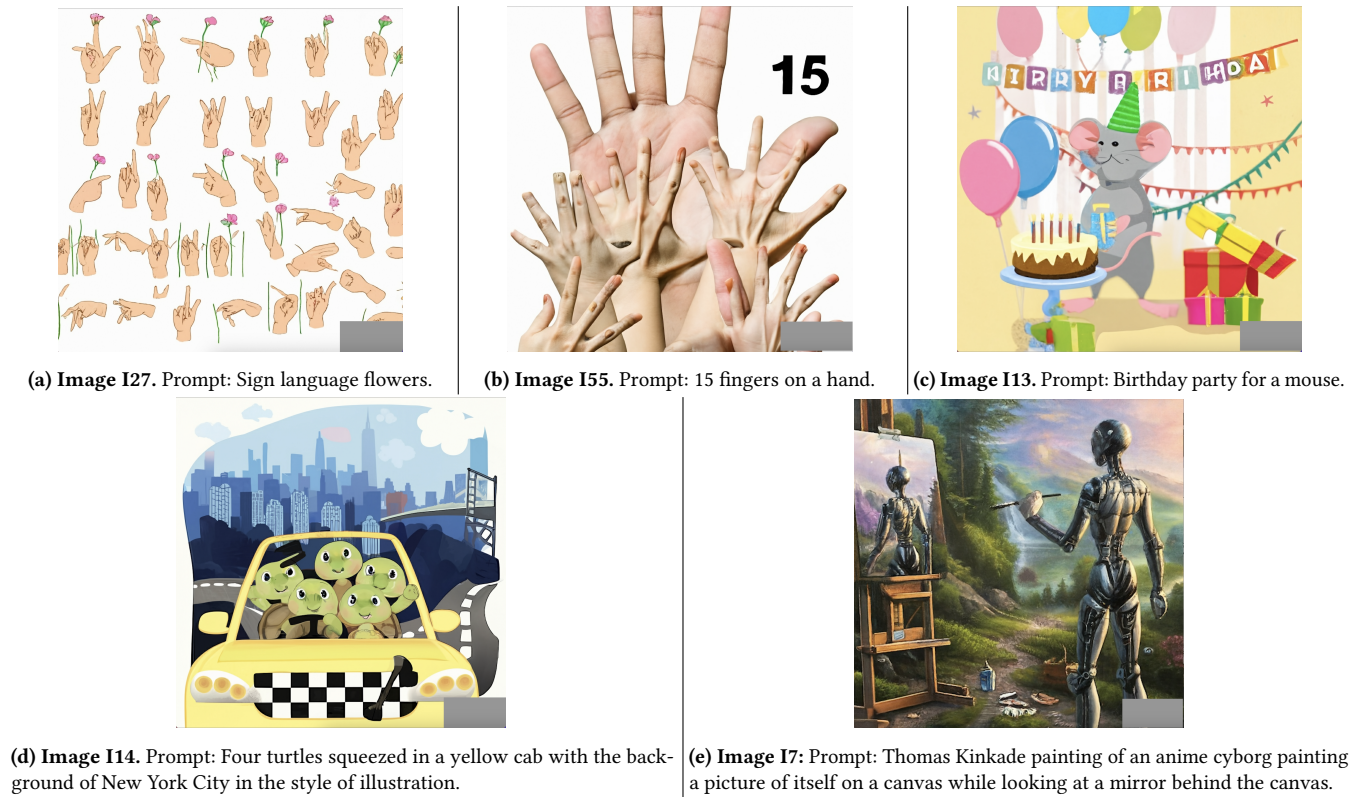 15
BIRRY BRIHDAI
(a) Image I27. Prompt: Sign language flowers.
(b) Image I55. Prompt: 15 fingers on a hand.
(c) Image I13. Prompt: Birthday party for a mouse.
(d) Image I14. Prompt: Four turtles squeezed in a yellow cab with the back-
ground of New York City in the style of illustration.
(e) Image I7: Prompt: Thomas Kinkade painting of an anime cyborg painting
a picture of itself on a canvas while looking at a mirror behind the canvas.